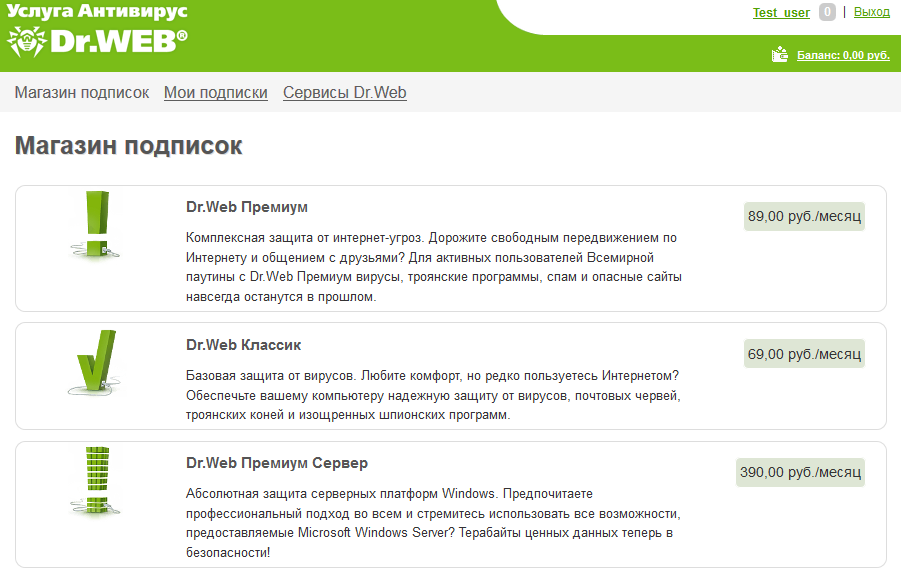 Услуга Антивирус
Dr.WEB®
Test_user 0 | Выход
Баланс: 0,00 руб.
Магазин подписок Мои подписки Сервисы Dr.Web
Магазин подписок
Dr.Web Премиум
89,00 руб./месяц
Комплексная защита от интернет-угроз. Дорожите свободным передвижением по
Интернету и общением с друзьями? Для активных пользователей Всемирной
паутины с Dr.Web Премиум вирусы, троянские программы, спам и опасные сайты
навсегда останутся в прошлом.
Dr.Web Классик
69,00 руб./месяц
Базовая защита от вирусов. Любите комфорт, но редко пользуетесь Интернетом?
Обеспечьте вашему компьютеру надежную защиту от вирусов, почтовых червей,
троянских коней и изощренных шпионских программ.
Dr.Web Премиум Сервер
390,00 руб./месяц
Абсолютная защита серверных платформ Windows. Предпочитаете
профессиональный подход во всем и стремитесь использовать все возможности,
предоставляемые Microsoft Windows Server? Терабайты ценных данных теперь в
безопасности!